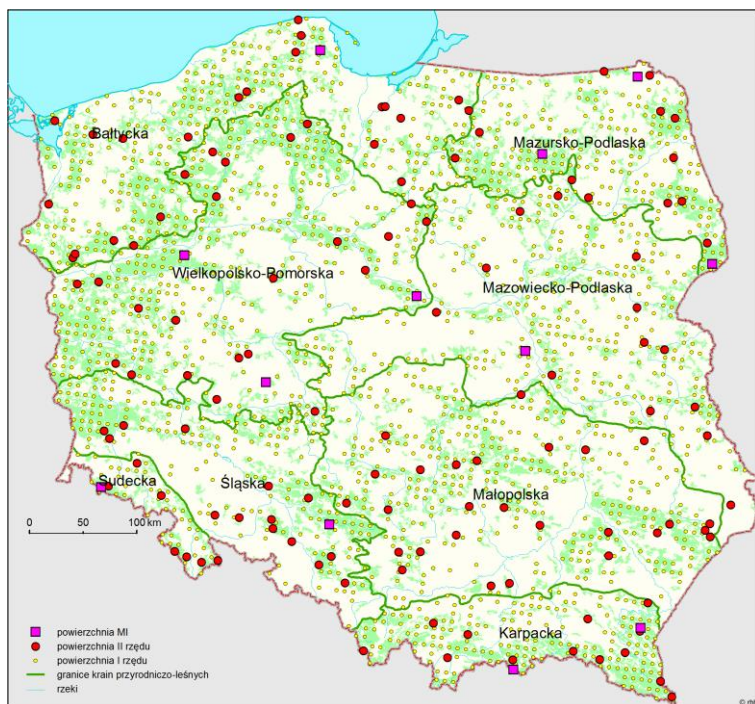 Bałtycka
Mazursko-Podlaska
Wielkopolsko-Pomorska
Mazowiecko-Podlaska
Sudecka
Śląska
Małopolska
Karpacka
0 50 100 km
powierzchnia MI
powierzchnia II rzędu
powierzchnia I rzędu
granice krain przyrodniczo-leśnych
rzeki